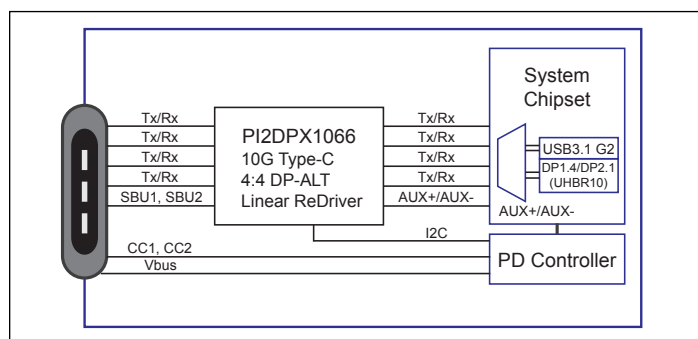 System
Chipset
Tx/Rx
Tx/Rx
Tx/Rx
Tx/Rx
SBU1, SBU2
PI2DPX1066
10G Type-C
4:4 DP-ALT
Linear ReDriver
Tx/Rx
Tx/Rx
Tx/Rx
Tx/Rx
AUX+/AUX-
USB3.1 G2
DP1.4/DP2.1
(UHBR10)
AUX+/AUX-
I2C
CC1, CC2
Vbus
PD Controller